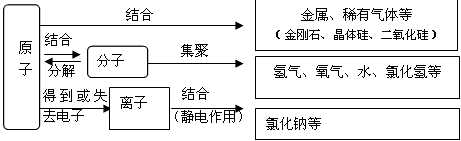 结合
金属、稀有气体等
（金刚石、晶体硅、二氧化硅）
原子
结合
分解
分子
集聚
氢气、氧气、水、氯化氢等
得到或失
去电子
离子
结合
（静电作用）
氯化钠等